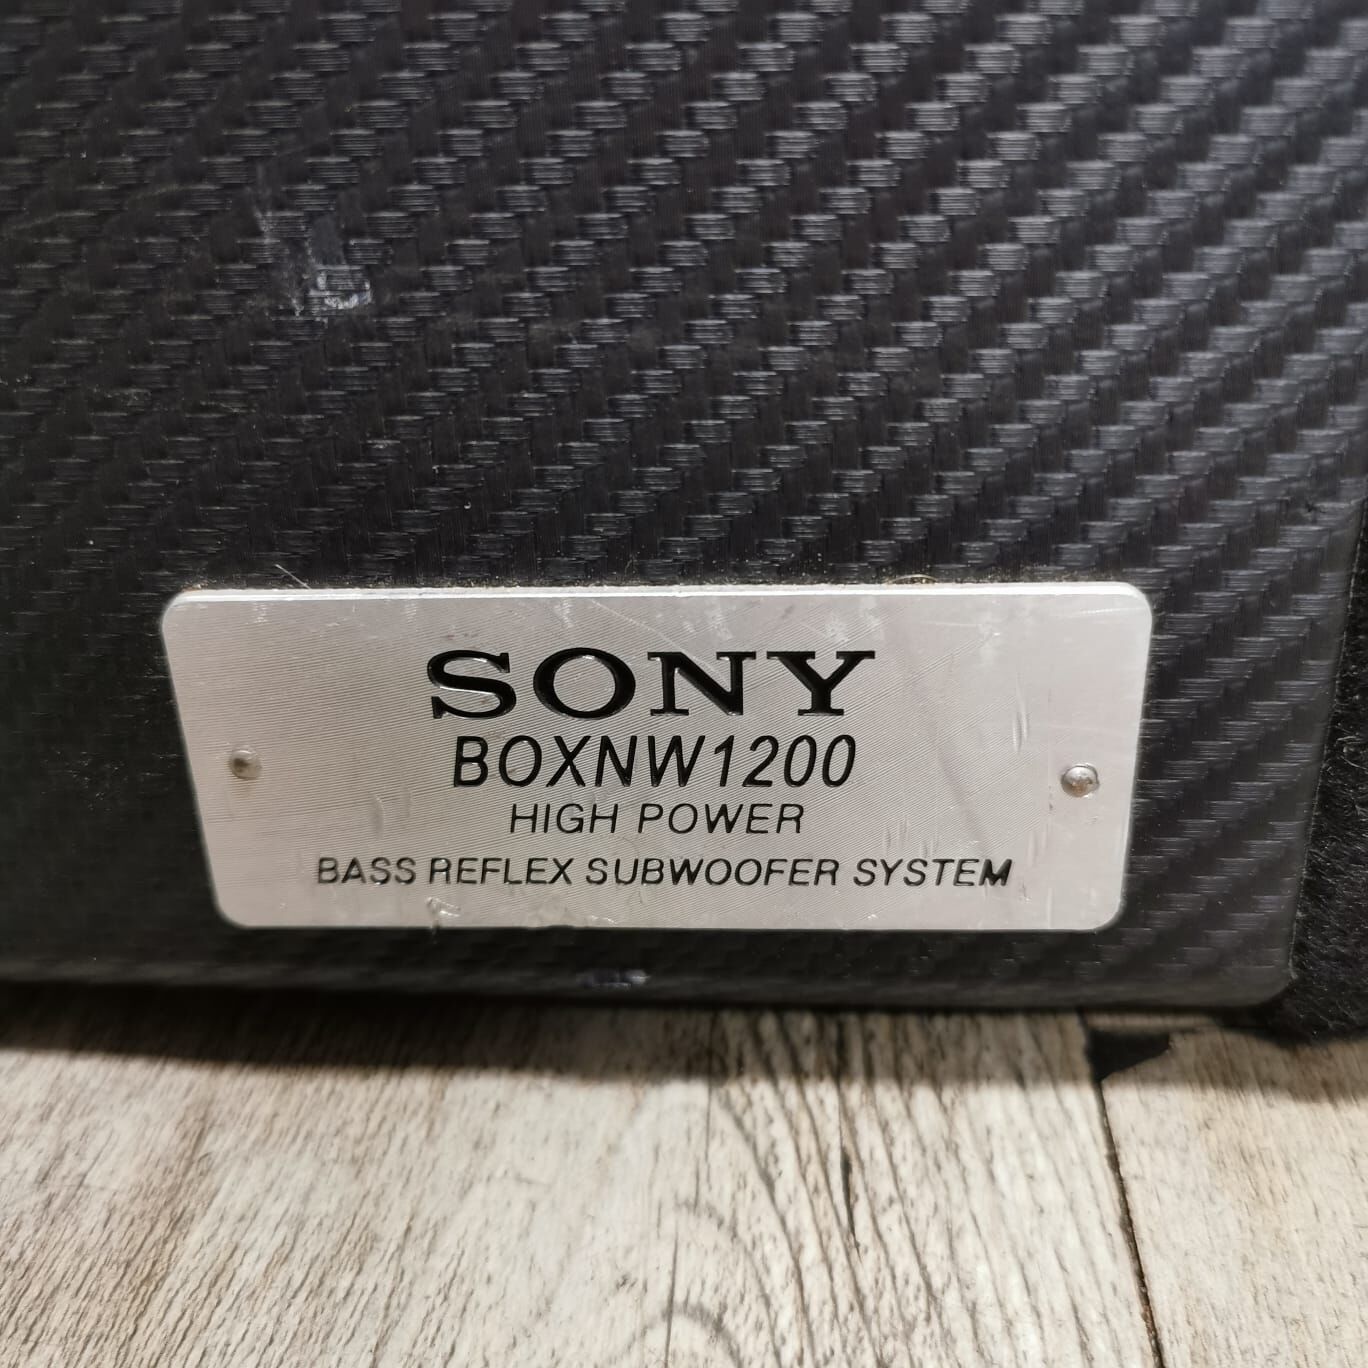 SONY
BOXNW1200
HIGH POWER
BASS REFLEX SUBWOOFER SYSTEM